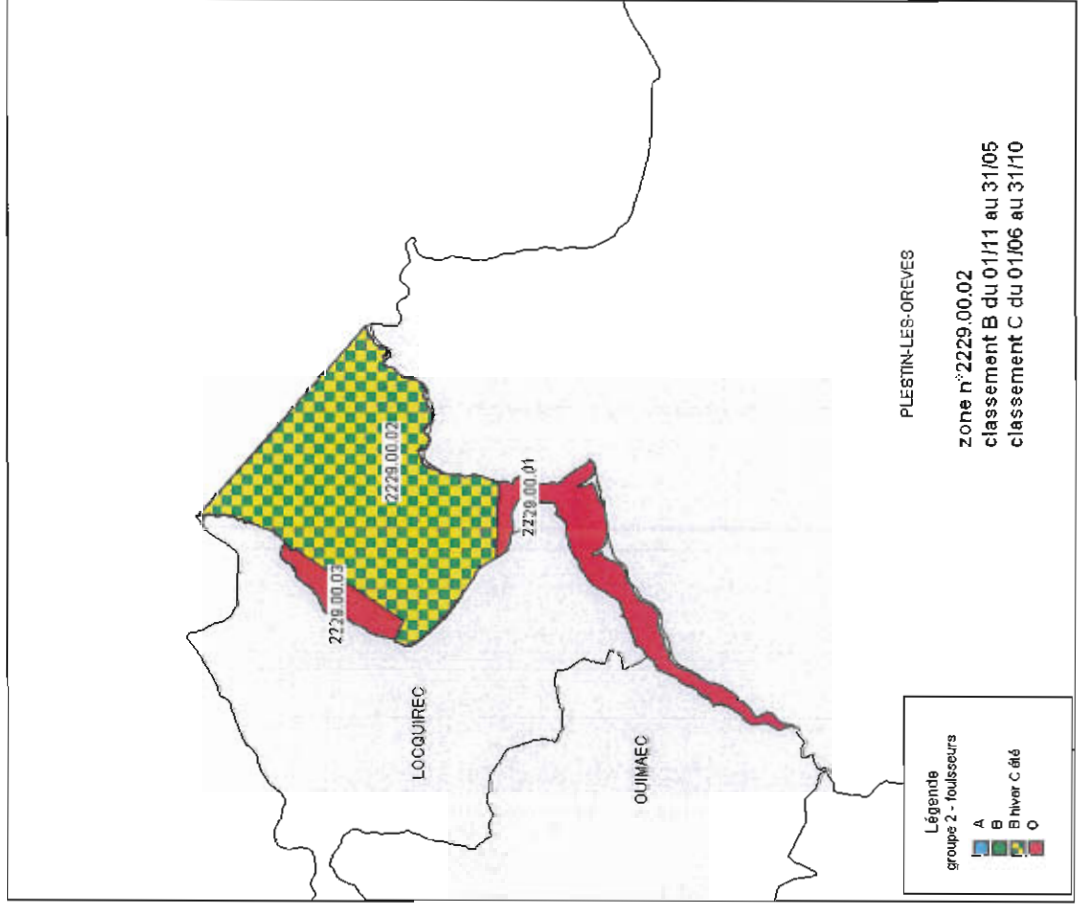 2229.00.02
2229.00.03
2229.00.01
LOCQUIREC
GUIMAEC
PLESTIN-LES-GREVES
zone n°2229.00.02
classement B du 01/11 au 31/05
classement C du 01/06 au 31/10
Légende
groupe 2 - fouisseurs
A
B
B hiver C été
D